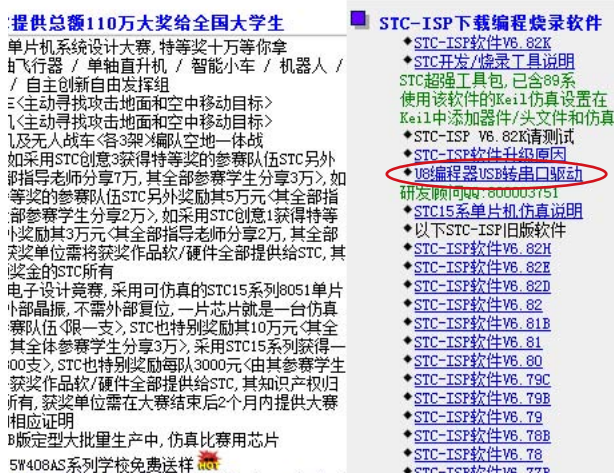 提供总额110万大奖给全国大学生
单片机系统设计大赛,特等奖十万等你拿
飞行器 / 单轴直升机 / 智能小车 / 机器人 /
/ 自主创新自由发挥组
<主动寻找攻击地面和空中移动目标>
<主动寻找攻击地面和空中移动目标>
及无人战车<各3架>编队空地一体战
如采用STC创意3获得特等奖的参赛队伍STC另外
部指导老师分享7万,其全部参赛学生分享3万>,如
等奖的参赛队伍STC另外奖励其5万元<其全部指
部参赛学生分享2万>,如采用STC创意1获得特等
外奖励其3万元<其全部指导老师分享2万,其全部
获奖单位需将获奖作品软/硬件全部提供给STC,其
奖金的STC所有
电子设计竞赛,采用可仿真的STC15系列8051单片
外部晶振,不需外部复位,一片芯片就是一台仿真
赛队伍<限一支>,STC也特别奖励其10万元<其全
其全体参赛学生分享3万>,采用STC15系列获得一
00支>,STC也特别奖励每队3000元<由其参赛学生
获奖作品软/硬件全部提供给STC,其知识产权归
所有,获奖单位需在大赛结束后2个月内提供大赛
相应证明
B版定型大批量生产中,仿真比赛用芯片
5W408AS系列学校免费送样 HOT
STC-ISP下载编程烧录软件
◆STC-ISP软件V6.82K
◆STC开发/烧录工具说明
STC超强工具包,已含89系
使用该软件的Keil仿真设置在
Keil中添加器件/头文件和仿真
◆STC-ISP V6.82K请测试
◆STC-ISP软件升级原因
◆U8编程器USB转串口驱动
研发顾问QQ:800003751
◆STC15系单片机仿真说明
◆以下STC-ISP旧版软件
◆STC-ISP软件V6.82H
◆STC-ISP软件V6.82E
◆STC-ISP软件V6.82D
◆STC-ISP软件V6.82
◆STC-ISP软件V6.81B
◆STC-ISP软件V6.81
◆STC-ISP软件V6.80
◆STC-ISP软件V6.79C
◆STC-ISP软件V6.79B
◆STC-ISP软件V6.79
◆STC-ISP软件V6.78B
◆STC-ISP软件V6.78
◆STC-ISP软件V6.77B